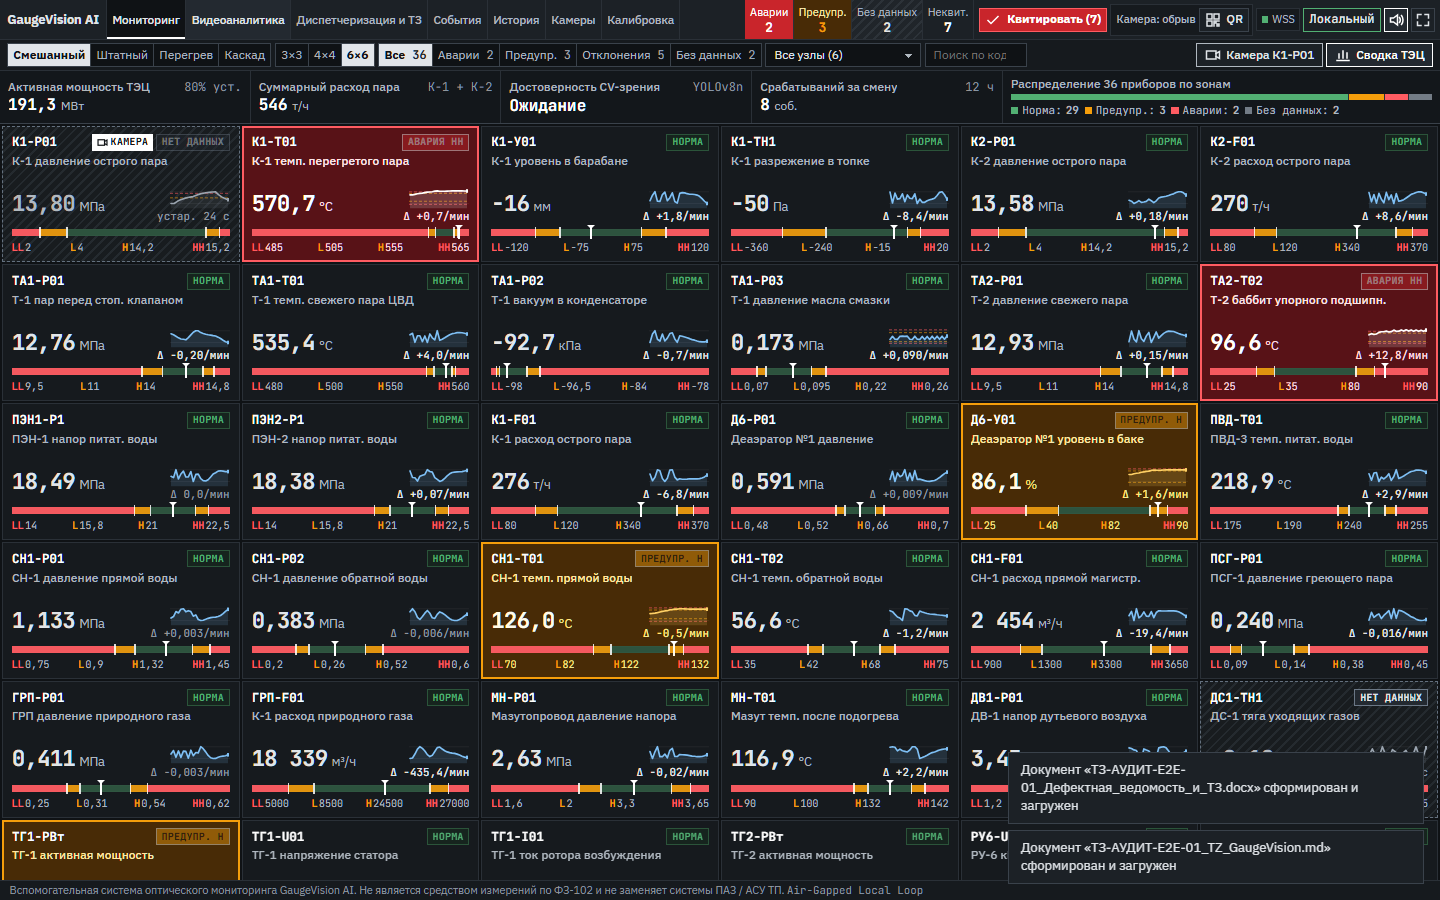 GaugeVision AI Мониторинг Видеоаналитика Диспетчеризация и ТЗ События История Камеры Калибровка Аварии 2 Предупр. 3 Без данных 2 Неквит. 7 Квитировать (7) Камера: обрыв QR WSS Локальный
Смешанный Штатный Перегрев Каскад 3×3 4×4 6×6 Все 36 Аварии 2 Предупр. 3 Отклонения 5 Без данных 2 Все узлы (6) Поиск по код Камера К1-Р01 Сводка ТЭЦ
Активная мощность ТЭЦ 80% уст. Суммарный расход пара К-1 + К-2 Достоверность CV-зрения YOLOv8n Срабатываний за смену 12 ч Распределение 36 приборов по зонам
191,3 МВт 546 т/ч Ожидание 8 соб. Норма: 29 Предупр.: 3 Аварии: 2 Без данных: 2
К1-Р01 КАМЕРА НЕТ ДАННЫХ К1-Т01 АВАРИЯ НН К1-У01 НОРМА К1-ТН1 НОРМА К2-Р01 НОРМА К2-F01 НОРМА
К-1 давление острого пара К-1 темп. перегретого пара К-1 уровень в барабане К-1 разрежение в топке К-2 давление острого пара К-2 расход острого пара
13,80 МПа 570,7 °C -16 мм -50 Па 13,58 МПа 270 т/ч
устар. 24 с Δ +0,7/мин Δ +1,8/мин Δ -8,4/мин Δ +0,18/мин Δ +8,6/мин
LL2 L4 H14,2 HH15,2 LL485 L505 H555 HH565 LL-120 L-75 H75 HH120 LL-360 L-240 H-15 HH20 LL2 L4 H14,2 HH15,2 LL80 L120 H340 HH370
ТА1-Р01 НОРМА ТА1-Т01 НОРМА ТА1-Р02 НОРМА ТА1-Р03 НОРМА ТА2-Р01 НОРМА ТА2-Т02 АВАРИЯ НН
Т-1 пар перед стоп. клапаном Т-1 темп. свежего пара ЦВД Т-1 вакуум в конденсаторе Т-1 давление масла смазки Т-2 давление свежего пара Т-2 баббит упорного подшипн.
12,76 МПа 535,4 °C -92,7 кПа 0,173 МПа 12,93 МПа 96,6 °C
Δ -0,20/мин Δ +4,0/мин Δ -0,7/мин Δ +0,090/мин Δ +0,15/мин Δ +12,8/мин
LL9,5 L11 H14 HH14,8 LL480 L500 H550 HH560 LL-98 L-96,5 H-84 HH-78 LL0,07 L0,095 H0,22 HH0,26 LL9,5 L11 H14 HH14,8 LL25 L35 H80 HH90
ПЭН1-Р1 НОРМА ПЭН2-Р1 НОРМА К1-F01 НОРМА Д6-Р01 НОРМА Д6-У01 ПРЕДУПР. Н ПВД-Т01 НОРМА
ПЭН-1 напор питат. воды ПЭН-2 напор питат. воды К-1 расход острого пара Деаэратор №1 давление Деаэратор №1 уровень в баке ПВД-3 темп. питат. воды
18,49 МПа 18,38 МПа 276 т/ч 0,591 МПа 86,1 % 218,9 °C
Δ 0,0/мин Δ +0,07/мин Δ -6,8/мин Δ +0,009/мин Δ +1,6/мин Δ +2,9/мин
LL14 L15,8 H21 HH22,5 LL14 L15,8 H21 HH22,5 LL80 L120 H340 HH370 LL0,48 L0,52 H0,66 HH0,7 LL25 L40 H82 HH90 LL175 L190 H240 HH255
СН1-Р01 НОРМА СН1-Р02 НОРМА СН1-Т01 ПРЕДУПР. Н СН1-Т02 НОРМА СН1-F01 НОРМА ПСГ-Р01 НОРМА
СН-1 давление прямой воды СН-1 давление обратной воды СН-1 темп. прямой воды СН-1 темп. обратной воды СН-1 расход прямой магистр. ПСГ-1 давление греющего пара
1,133 МПа 0,383 МПа 126,0 °C 56,6 °C 2 454 м³/ч 0,240 МПа
Δ +0,003/мин Δ -0,006/мин Δ -0,5/мин Δ -1,2/мин Δ -19,4/мин Δ -0,016/мин
LL0,75 L0,9 H1,32 HH1,45 LL0,2 L0,26 H0,52 HH0,6 LL70 L82 H122 HH132 LL35 L42 H68 HH75 LL900 L1300 H3300 HH3650 LL0,09 L0,14 H0,38 HH0,45
ГРП-Р01 НОРМА ГРП-F01 НОРМА МН-Р01 НОРМА МН-Т01 НОРМА ДВ1-Р01 НОРМА ДС1-ТН1 НЕТ ДАННЫХ
ГРП давление природного газа К-1 расход природного газа Мазутопровод давление напора Мазут темп. после подогрева ДВ-1 напор дутьевого воздуха ДС-1 тяга уходящих газов
0,411 МПа 18 339 м³/ч 2,63 МПа 116,9 °C
Δ -0,003/мин Δ -435,4/мин Δ -0,02/мин Δ +2,2/мин
LL0,25 L0,31 H0,54 HH0,62 LL5000 L8500 H24500 HH27000 LL1,6 L2 H3,3 HH3,65 LL90 L100 H132 HH142 LL1,2
Документ «ТЗ-АУДИТ-E2E-
01_Дефектная_ведомость_и_ТЗ.docx» сформирован и
загружен
ТГ1-РВт ПРЕДУПР. Н ТГ1-U01 НОРМА ТГ1-I01 НОРМА ТГ2-РВт НОРМА РУ6-U
ТГ-1 активная мощность ТГ-1 напряжение статора ТГ-1 ток ротора возбуждения ТГ-2 активная мощность РУ-6 к
Документ «ТЗ-АУДИТ-E2E-01_TZ_GaugeVision.md»
сформирован и загружен
Вспомогательная система оптического мониторинга GaugeVision AI. Не является средством измерений по ФЗ-102 и не заменяет системы ПАЗ / АСУ ТП. Air-Gapped Local Loop